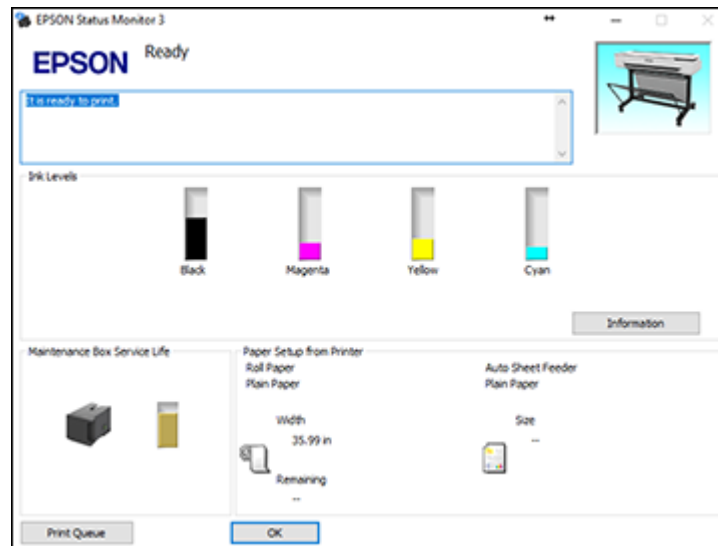 EPSON Status Monitor 3
EPSON
Ready
It is ready to print.
Ink Levels
Black
Magenta
Yellow
Cyan
Information
Maintenance Box Service Life
Paper Setup from Printer
Roll Paper
Plain Paper
Width
35.99 in
Remaining
--
Auto Sheet Feeder
Plain Paper
Size
--
Print Queue
OK